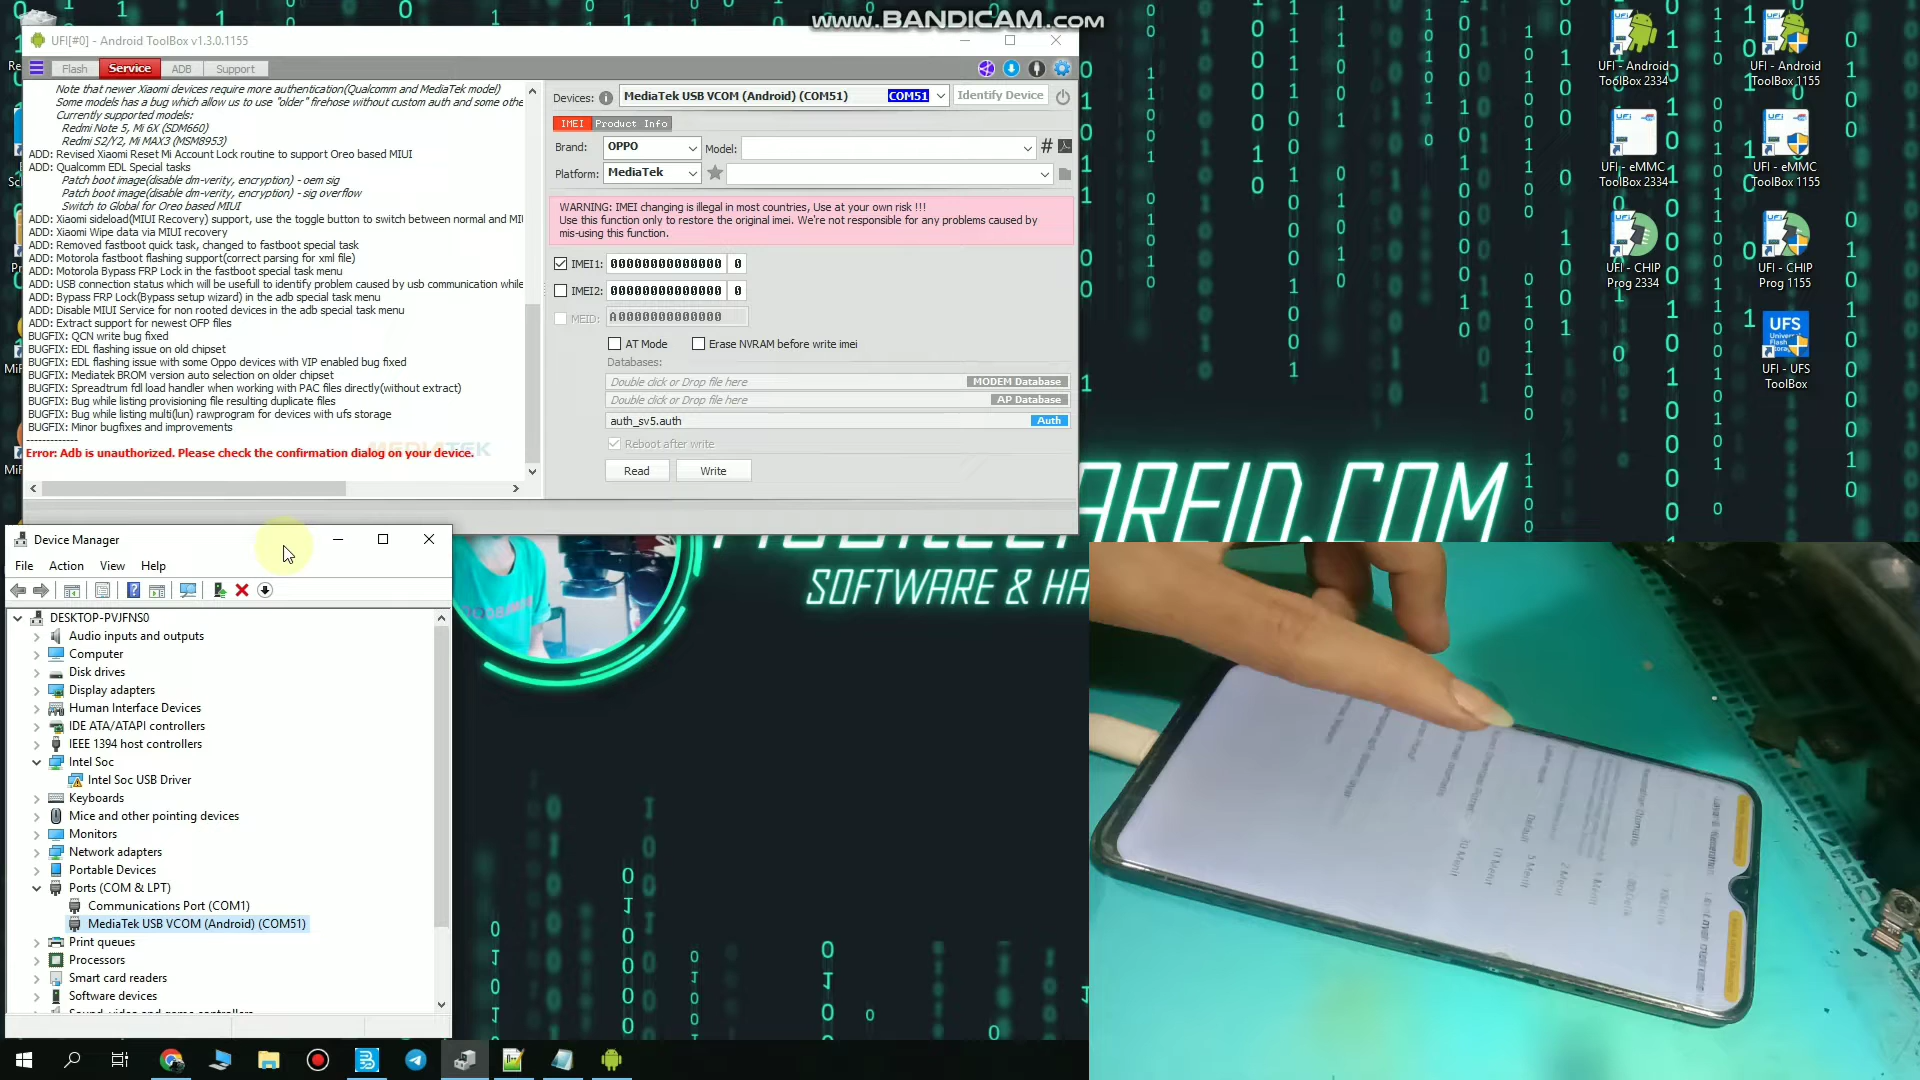 www.BANDICAM.com
UFI[#0] - Android ToolBox v1.3.0.1155
Flash
Service
ADB
Support
Note that newer Xiaomi devices require more authentication(Qualcomm and MediaTek model)
Some models has a bug which allow us to use "older" firehose without custom auth and some othe
Currently supported models:
Redmi Note 5, Mi 6X (SDM660)
Redmi S2/Y2, Mi MAX3 (MSM8953)
ADD: Revised Xiaomi Reset Mi Account Lock routine to support Oreo based MIUI
ADD: Qualcomm EDL Special tasks
Patch boot image(disable dm-verity, encryption) - oem sig
Patch boot image(disable dm-verity, encryption) - sig overflow
Switch to Global for Oreo based MIUI
ADD: Xiaomi sideload(MIUI Recovery) support, use the toggle button to switch between normal and MI
ADD: Xiaomi Wipe data via MIUI recovery
ADD: Removed fastboot quick task, changed to fastboot special task
ADD: Motorola fastboot flashing support(correct parsing for xml file)
ADD: Motorola Bypass FRP Lock in the fastboot special task menu
ADD: USB connection status which will be usefull to identify problem caused by usb communication while
ADD: Bypass FRP Lock(Bypass setup wizard) in the adb special task menu
ADD: Disable MIUI Service for non rooted devices in the adb special task menu
ADD: Extract support for newest OFP files
BUGFIX: QCN write bug fixed
BUGFIX: EDL flashing issue on old chipset
BUGFIX: EDL flashing issue with some Oppo devices with VIP enabled bug fixed
BUGFIX: Mediatek BROM version auto selection on older chipset
BUGFIX: Spreadtrum fdl load handler when working with PAC files directly(without extract)
BUGFIX: Bug while listing provisioning file resulting duplicate files
BUGFIX: Bug while listing multi(lun) rawprogram for devices with ufs storage
BUGFIX: Minor bugfixes and improvements
-------------
MEDIATEK
Error: Adb is unauthorized. Please check the confirmation dialog on your device.
Devices:
MediaTek USB VCOM (Android) (COM51)
COM51
Identify Device
IMEI
Product Info
Brand:
OPPO
Model:
#
Platform:
MediaTek
WARNING: IMEI changing is illegal in most countries, Use at your own risk !!!
Use this function only to restore the original imei. We're not responsible for any problems caused by
mis-using this function.
IMEI1:
00000000000000
0
IMEI2:
00000000000000
0
MEID:
A0000000000000
AT Mode
Erase NVRAM before write imei
Databases:
Double click or Drop file here
MODEM Database
Double click or Drop file here
AP Database
auth_sv5.auth
Auth
Reboot after write
Read
Write
UFI - Android ToolBox 2334
UFI - Android ToolBox 1155
UFI - eMMC ToolBox 2334
UFI - eMMC ToolBox 1155
UFI - CHIP Prog 2334
UFI - CHIP Prog 1155
UFS
UFI - UFS ToolBox
AREID.COM
SOFTWARE & HA
Device Manager
File
Action
View
Help
DESKTOP-PVJFNS0
Audio inputs and outputs
Computer
Disk drives
Display adapters
Human Interface Devices
IDE ATA/ATAPI controllers
IEEE 1394 host controllers
Intel Soc
Intel Soc USB Driver
Keyboards
Mice and other pointing devices
Monitors
Network adapters
Portable Devices
Ports (COM & LPT)
Communications Port (COM1)
MediaTek USB VCOM (Android) (COM51)
Print queues
Processors
Smart card readers
Software devices